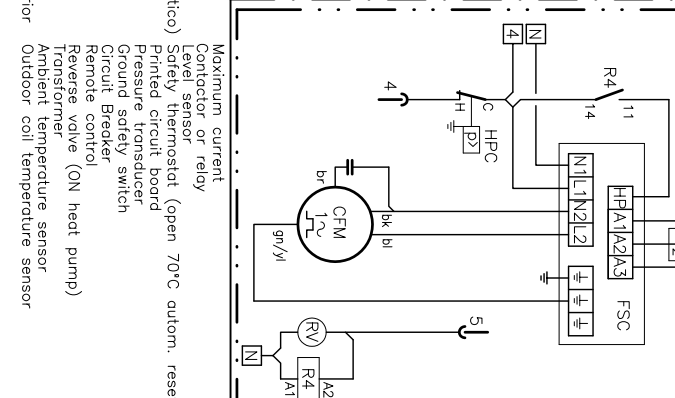 tico)
rior
Maximum current
Contactor or relay
Level sensor
Safety thermostat (open 70°C autom. rese
Printed circuit board
Pressure transducer
Ground safety switch
Circuit Breaker
Remote control
Reverse valve (ON heat pump)
Transformer
Ambient temperature sensor
Outdoor coil temperature sensor
4
N
R4
14
11
4
H
C
P>
HPC
N1
L1
N2
L2
HP
A1
A2
A3
FSC
br
CFM
1~
bk
bl
gn/yl
5
RV
N
R4
A1
A2